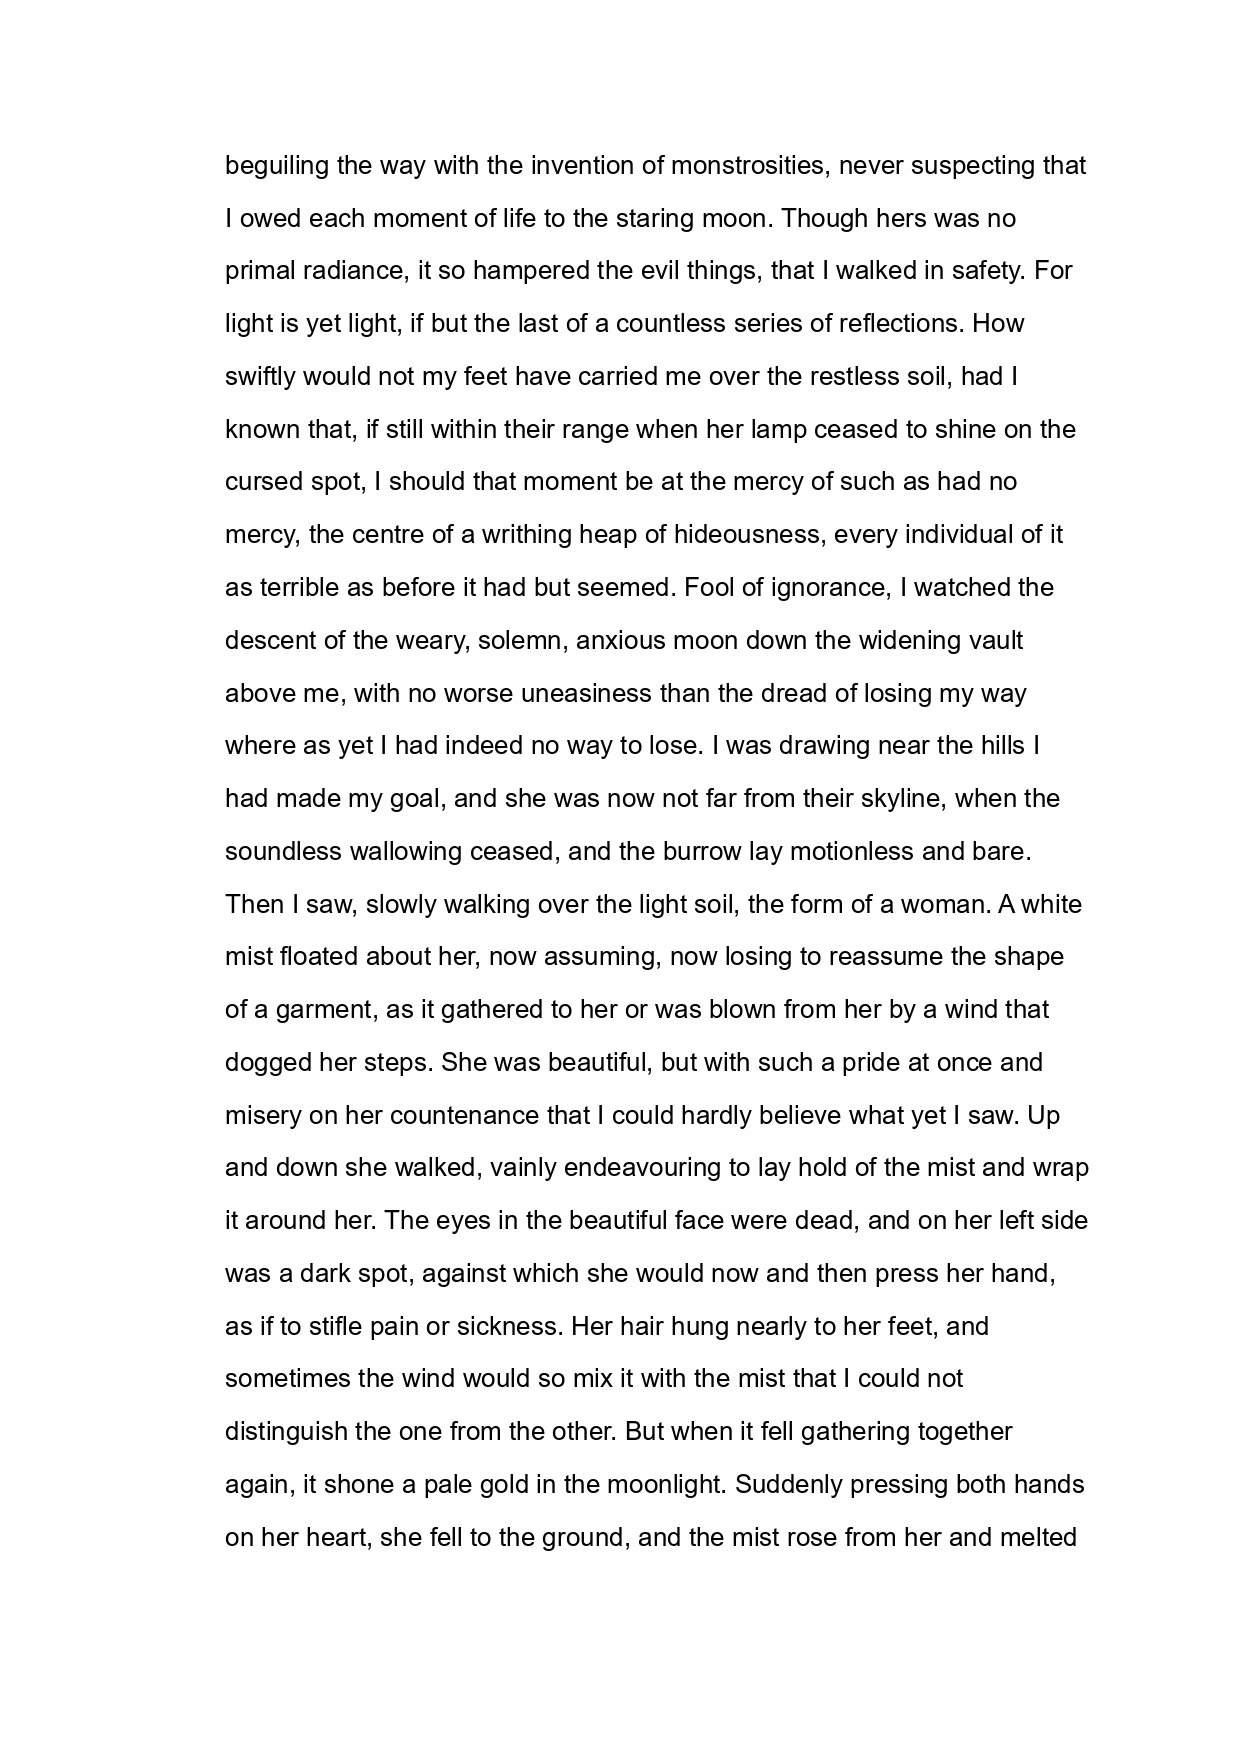 beguiling the way with the invention of monstrosities, never suspecting that
I owed each moment of life to the staring moon. Though hers was no
primal radiance, it so hampered the evil things, that I walked in safety. For
light is yet light, if but the last of a countless series of reflections. How
swiftly would not my feet have carried me over the restless soil, had I
known that, if still within their range when her lamp ceased to shine on the
cursed spot, I should that moment be at the mercy of such as had no
mercy, the centre of a writhing heap of hideousness, every individual of it
as terrible as before it had but seemed. Fool of ignorance, I watched the
descent of the weary, solemn, anxious moon down the widening vault
above me, with no worse uneasiness than the dread of losing my way
where as yet I had indeed no way to lose. I was drawing near the hills I
had made my goal, and she was now not far from their skyline, when the
soundless wallowing ceased, and the burrow lay motionless and bare.
Then I saw, slowly walking over the light soil, the form of a woman. A white
mist floated about her, now assuming, now losing to reassume the shape
of a garment, as it gathered to her or was blown from her by a wind that
dogged her steps. She was beautiful, but with such a pride at once and
misery on her countenance that I could hardly believe what yet I saw. Up
and down she walked, vainly endeavouring to lay hold of the mist and wrap
it around her. The eyes in the beautiful face were dead, and on her left side
was a dark spot, against which she would now and then press her hand,
as if to stifle pain or sickness. Her hair hung nearly to her feet, and
sometimes the wind would so mix it with the mist that I could not
distinguish the one from the other. But when it fell gathering together
again, it shone a pale gold in the moonlight. Suddenly pressing both hands
on her heart, she fell to the ground, and the mist rose from her and melted